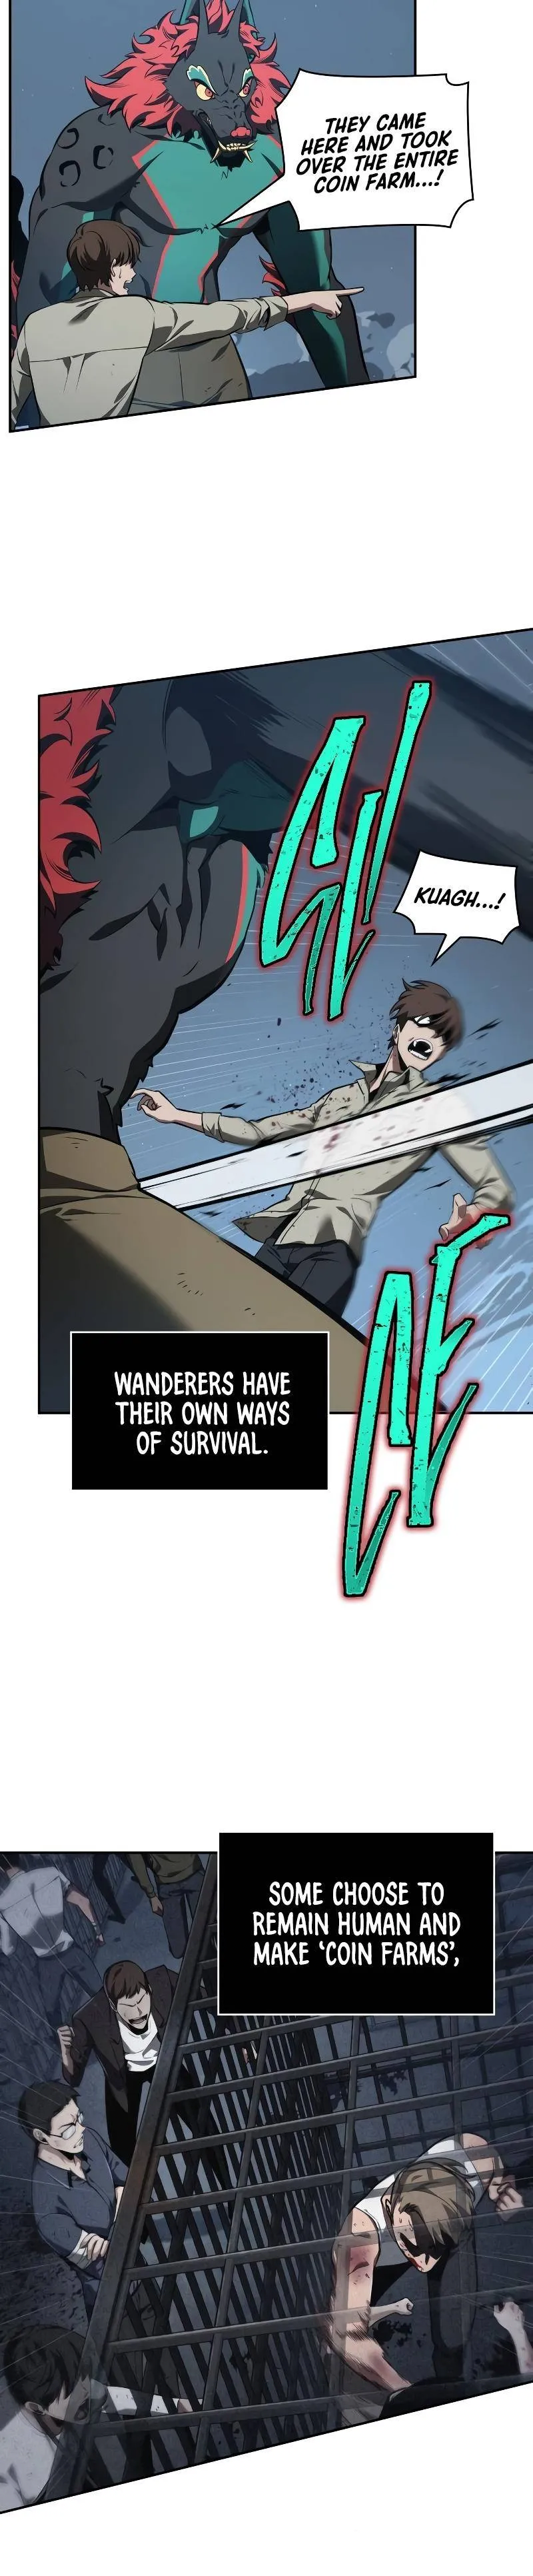 THEY CAME
HERE AND TOOK
OVER THE ENTIRE
COIN FARM...!
KUAGH...!
WANDERERS HAVE
THEIR OWN WAYS
OF SURVIVAL.
SOME CHOOSE TO
REMAIN HUMAN AND
MAKE ‘COIN FARMS’,